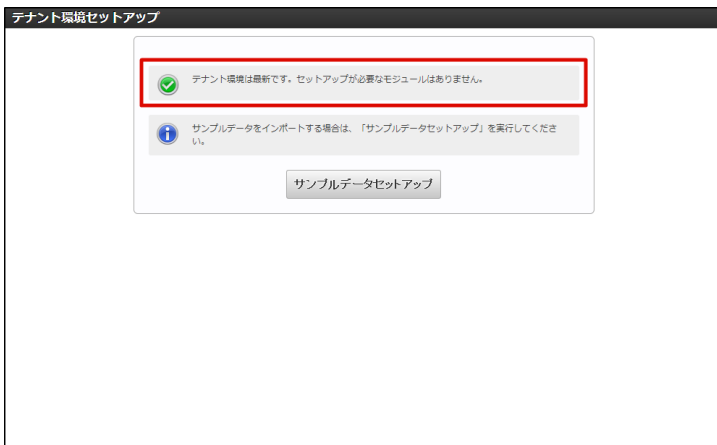 テナント環境セットアップ
テナント環境は最新です。セットアップが必要なモジュールはありません。
サンプルデータをインポートする場合は、「サンプルデータセットアップ」を実行してくださ
い。
サンプルデータセットアップ